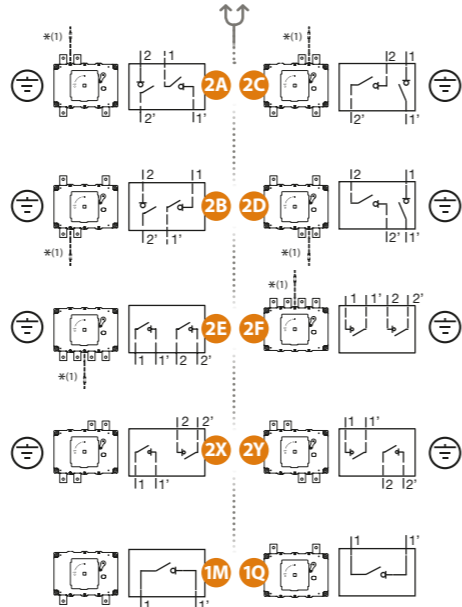 *(1) 2 1 2A 2C *(1) 2 1
2' 1' 2' 1'
2 1 2B 2D 2 1
*(1) 2' 1' *(1) 2' 1'
*(1)
2E 2F 1 1' 2 2'
*(1) 1 1' 2 2'
2 2' 2X 2Y 1 1'
1 1' 2 2'
1M 1Q 1 1'
1 1'